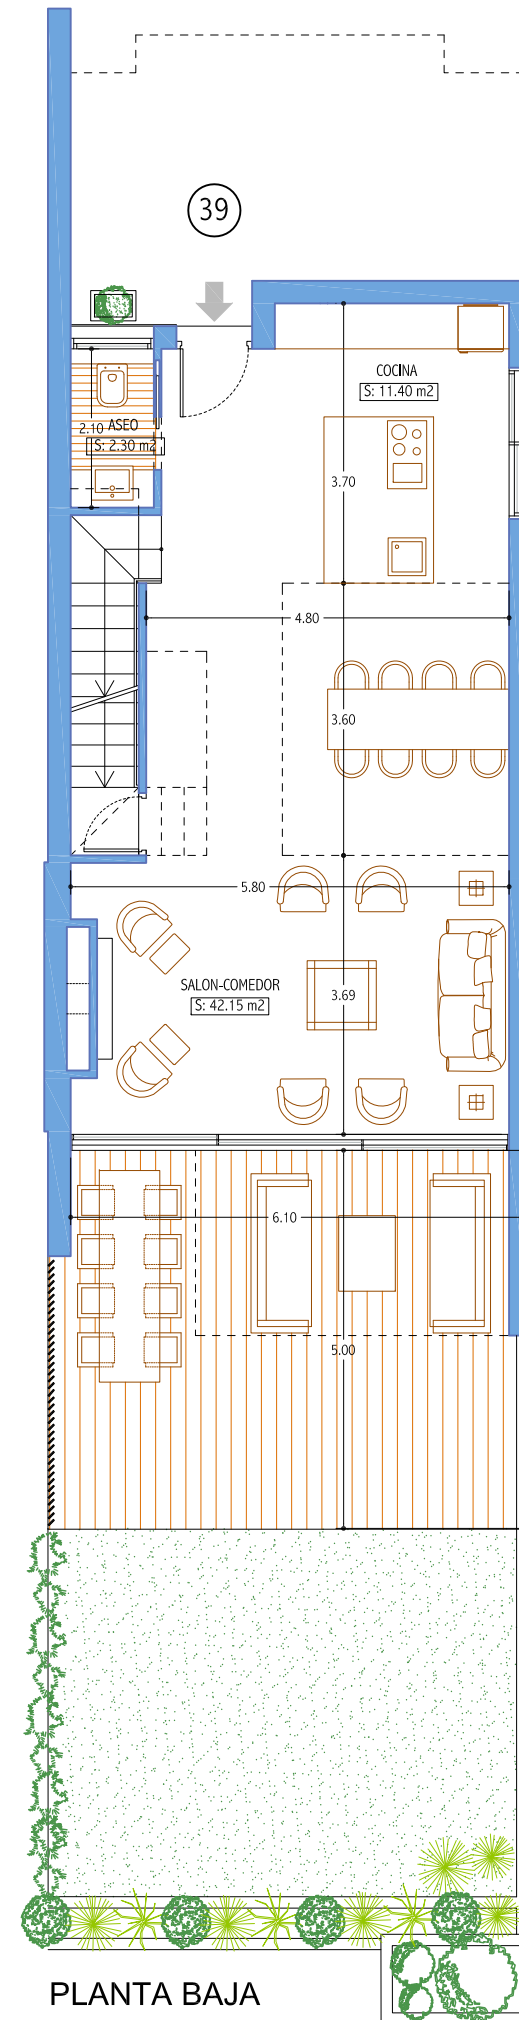 39
COCINA
S: 11.40 m2
2.10
ASEO
S: 2.30 m2
3.70
4.80
3.60
5.80
SALON-COMEDOR
S: 42.15 m2
3.69
6.10
5.00
PLANTA BAJA